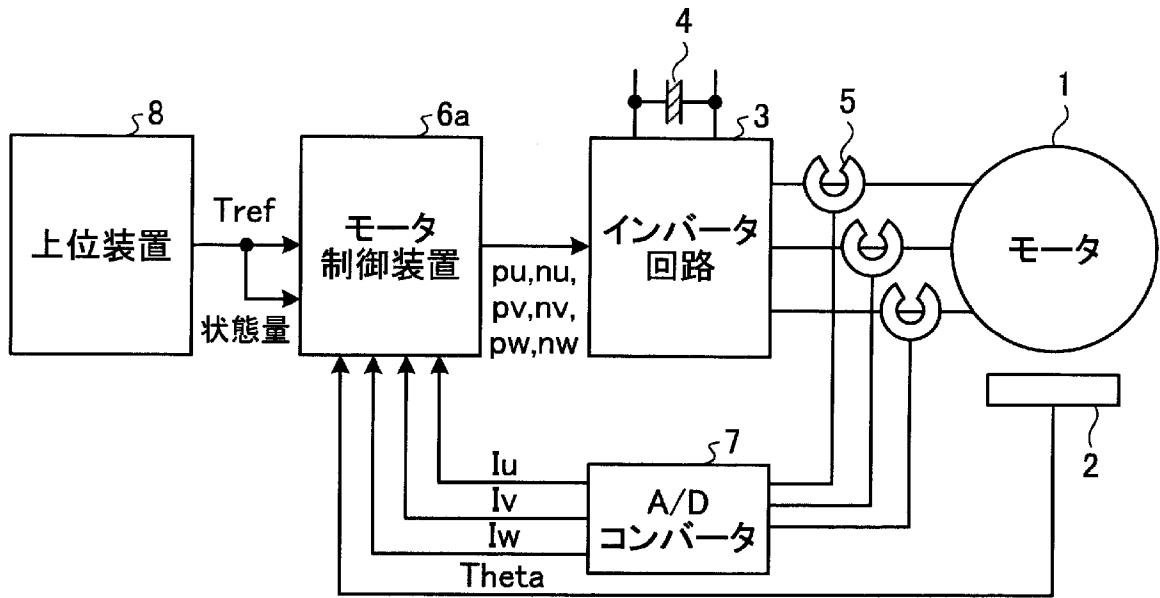 4
8
6a
3
5
1
上位装置
Tref
状態量
モータ
制御装置
pu,nu,
pv,nv,
pw,nw
インバータ
回路
モータ
2
7
Iu
Iv
Iw
Theta
A/D
コンバータ